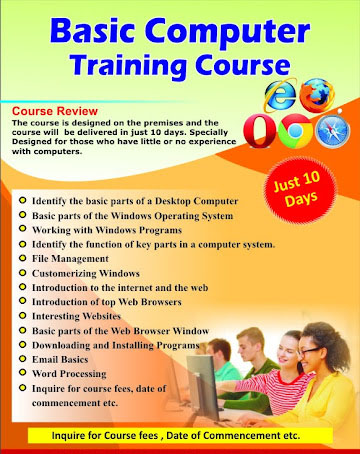 Basic Computer
Training Course
Course Review
The course is designed on the premises and the
course will be delivered in just 10 days. Specially
Designed for those who have little or no experience
with computers.
Just 10
Days
Identify the basic parts of a Desktop Computer
Basic parts of the Windows Operating System
Working with Windows Programs
Identify the function of key parts in a computer system.
File Management
Customerizing Windows
Introduction to the internet and the web
Introduction of top Web Browsers
Interesting Websites
Basic parts of the Web Browser Window
Downloading and Installing Programs
Email Basics
Word Processing
Inquire for course fees, date of
commencement etc.
Inquire for Course fees , Date of Commencement etc.